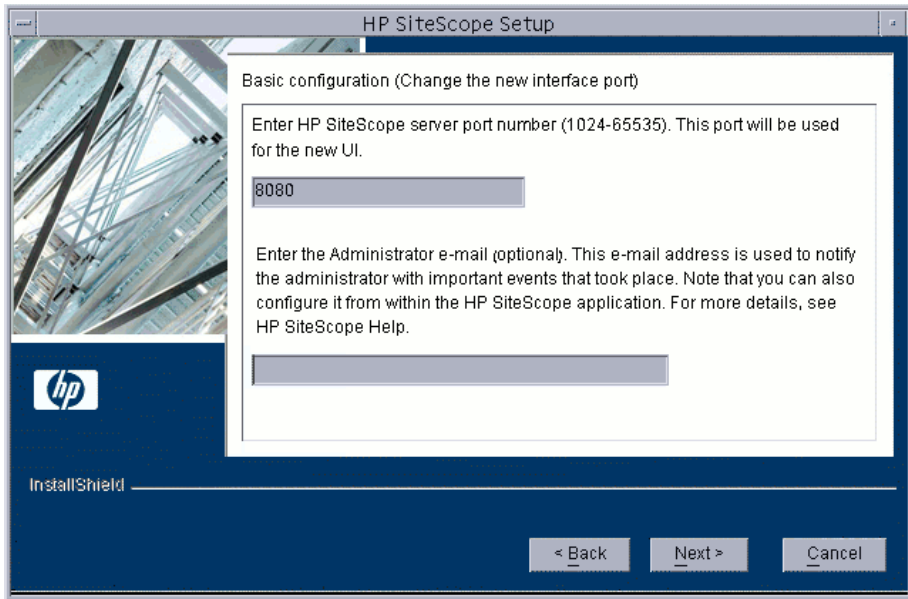 HP SiteScope Setup
Basic configuration (Change the new interface port)
Enter HP SiteScope server port number (1024-65535). This port will be used
for the new UI.
8080
Enter the Administrator e-mail (optional). This e-mail address is used to notify
the administrator with important events that took place. Note that you can also
configure it from within the HP SiteScope application. For more details, see
HP SiteScope Help.
hp
InstallShield
< Back
Next >
Cancel